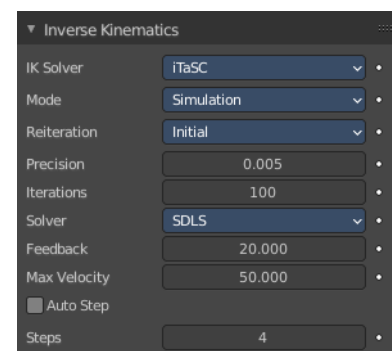 Inverse Kinematics
IK Solver iTaSC
Mode Simulation
Reiteration Initial
Precision 0.005
Iterations 100
Solver SDLS
Feedback 20.000
Max Velocity 50.000
Auto Step
Steps 4